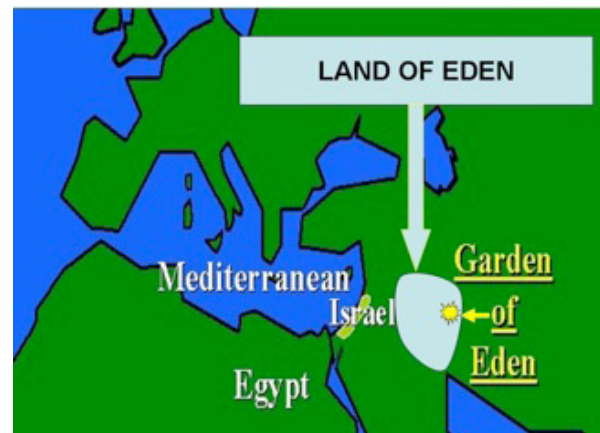 LAND OF EDEN
Mediterranean
Israel
Egypt
Garden
of
Eden